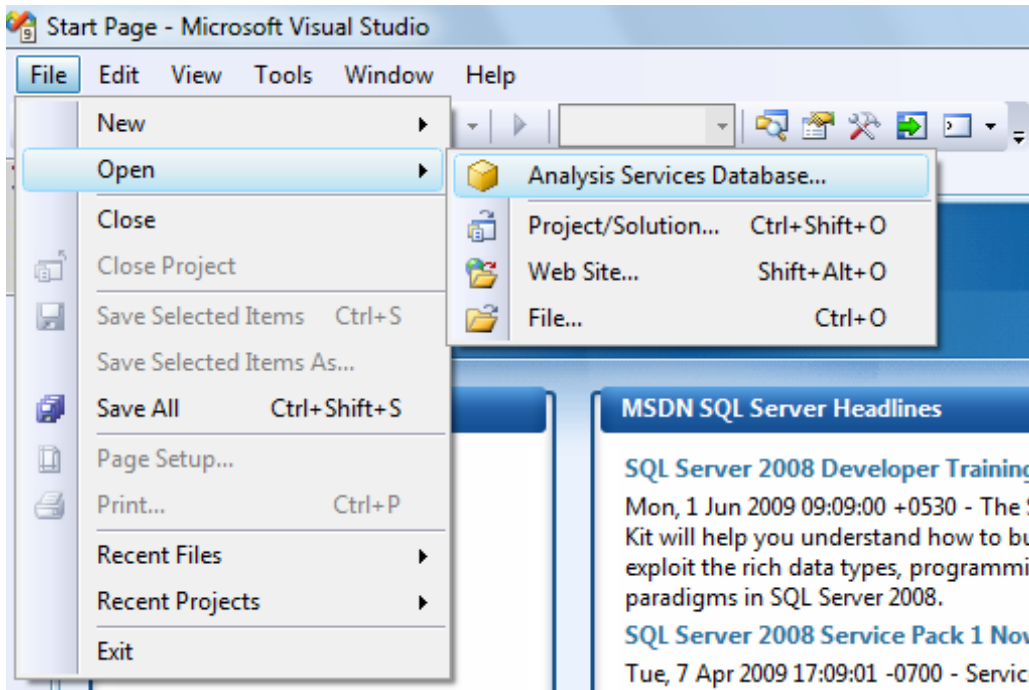 Start Page - Microsoft Visual Studio
File Edit View Tools Window Help
New
Open
Close
Close Project
Save Selected Items Ctrl+S
Save Selected Items As...
Save All Ctrl+Shift+S
Page Setup...
Print... Ctrl+P
Recent Files
Recent Projects
Exit
Analysis Services Database...
Project/Solution... Ctrl+Shift+O
Web Site... Shift+Alt+O
File... Ctrl+O
MSDN SQL Server Headlines
SQL Server 2008 Developer Training
Mon, 1 Jun 2009 09:09:00 +0530 - The
Kit will help you understand how to
exploit the rich data types,
paradigms in SQL Server 2008.
SQL Server 2008 Service Pack 1
Tue, 7 Apr 2009 17:09:01 -0700 -